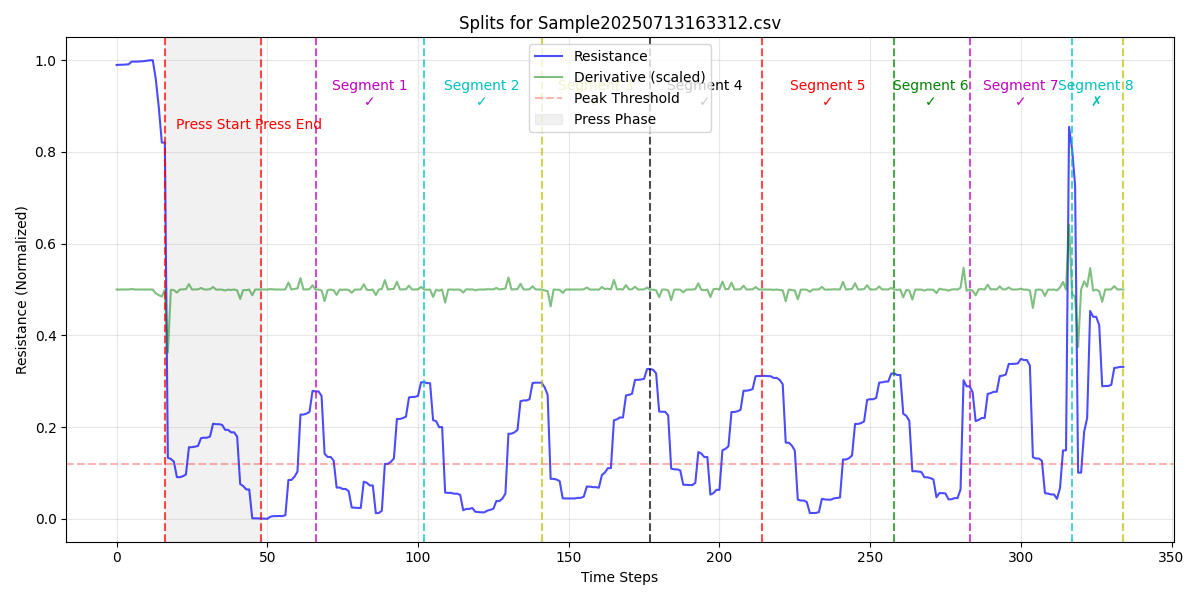 Splits for Sample20250713163312.csv
Resistance
Derivative (scaled)
Peak Threshold
Press Phase
Segment 1
✓
Segment 2
✓
Segment 3
Segment 4
✓
Segment 5
✓
Segment 6
✓
Segment 7
✓
Segment 8
✗
Press Start
Press End
Resistance (Normalized)
1.0
0.8
0.6
0.4
0.2
0.0
0
50
100
150
200
250
300
350
Time Steps